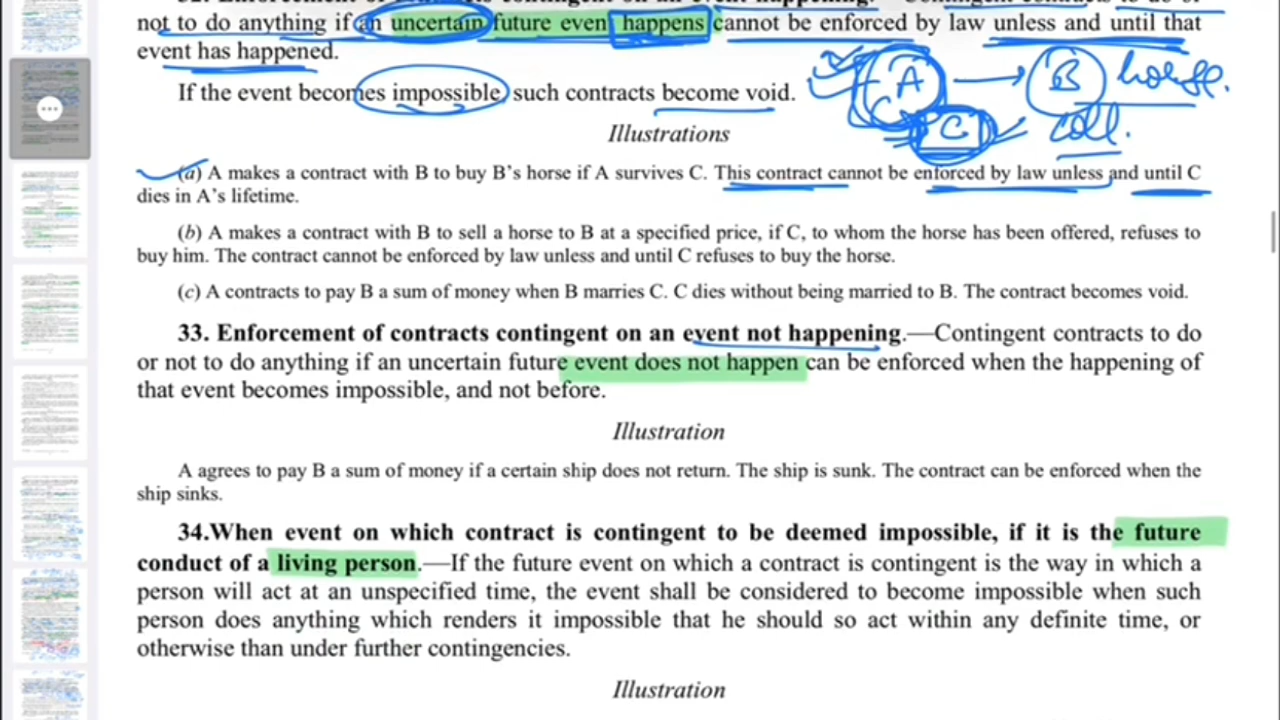 not to do anything if an uncertain future event happens cannot be enforced by law unless and until that
event has happened.
If the event becomes impossible, such contracts become void.
A
B
horse.
C
Illustrations
(a) A makes a contract with B to buy B's horse if A survives C. This contract cannot be enforced by law unless and until C
dies in A's lifetime.
(b) A makes a contract with B to sell a horse to B at a specified price, if C, to whom the horse has been offered, refuses to
buy him. The contract cannot be enforced by law unless and until C refuses to buy the horse.
(c) A contracts to pay B a sum of money when B marries C. C dies without being married to B. The contract becomes void.
33. Enforcement of contracts contingent on an event not happening.—Contingent contracts to do
or not to do anything if an uncertain future event does not happen can be enforced when the happening of
that event becomes impossible, and not before.
Illustration
A agrees to pay B a sum of money if a certain ship does not return. The ship is sunk. The contract can be enforced when the
ship sinks.
34.When event on which contract is contingent to be deemed impossible, if it is the future
conduct of a living person.—If the future event on which a contract is contingent is the way in which a
person will act at an unspecified time, the event shall be considered to become impossible when such
person does anything which renders it impossible that he should so act within any definite time, or
otherwise than under further contingencies.
Illustration